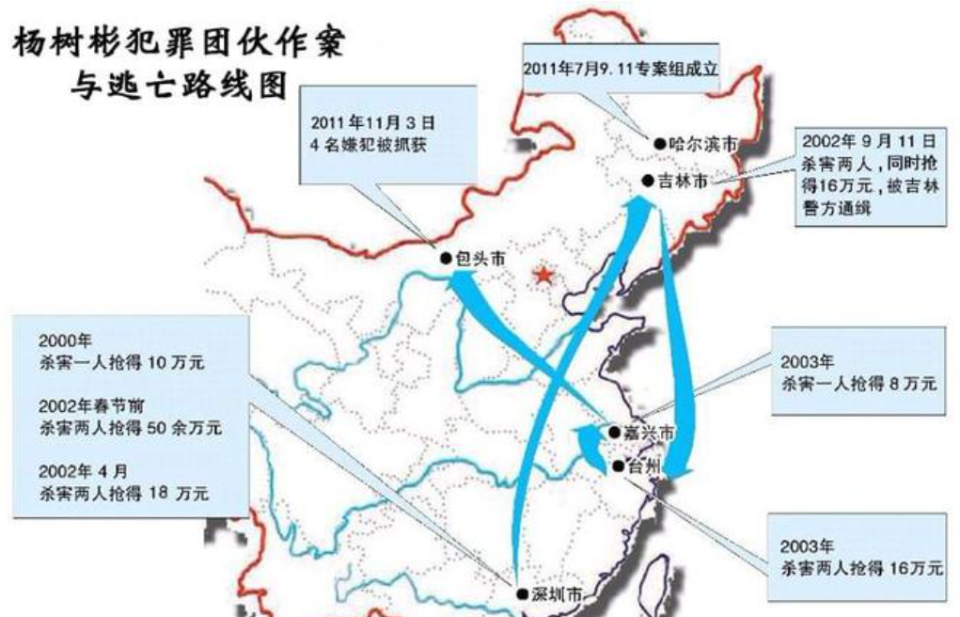 杨树彬犯罪团伙作案
与逃亡路线图
2011年7月9.11专案组成立
2011年11月3日
4名嫌犯被抓获
哈尔滨市
吉林市
2002年9月11日
杀害两人,同时抢
得16万元,被吉林
警方通缉
包头市
2000年
杀害一人抢得10万元
2002年春节前
杀害两人抢得50余万元
2002年4月
杀害两人抢得18万元
2003年
杀害一人抢得8万元
嘉兴市
台州
2003年
杀害两人抢得16万元
深圳市